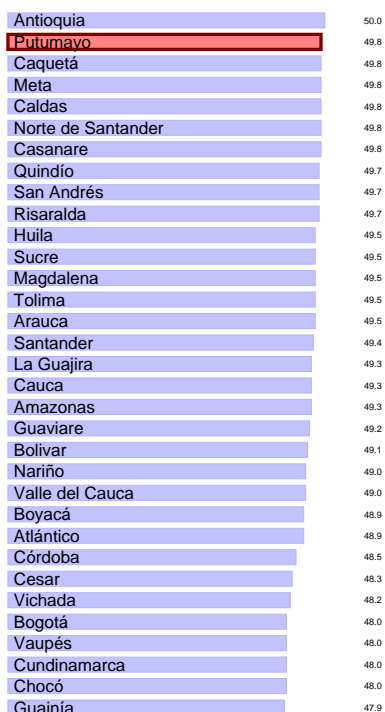 Antioquia 50.0
Putumayo 49.8
Caquetá 49.8
Meta 49.8
Caldas 49.8
Norte de Santander 49.8
Casanare 49.8
Quindío 49.7
San Andrés 49.7
Risaralda 49.7
Huila 49.5
Sucre 49.5
Magdalena 49.5
Tolima 49.5
Arauca 49.5
Santander 49.4
La Guajira 49.3
Cauca 49.3
Amazonas 49.3
Guaviare 49.2
Bolivar 49.1
Nariño 49.0
Valle del Cauca 49.0
Boyacá 48.9
Atlántico 48.9
Córdoba 48.5
Cesar 48.3
Vichada 48.2
Bogotá 48.0
Vaupés 48.0
Cundinamarca 48.0
Chocó 48.0
Guainía 47.9